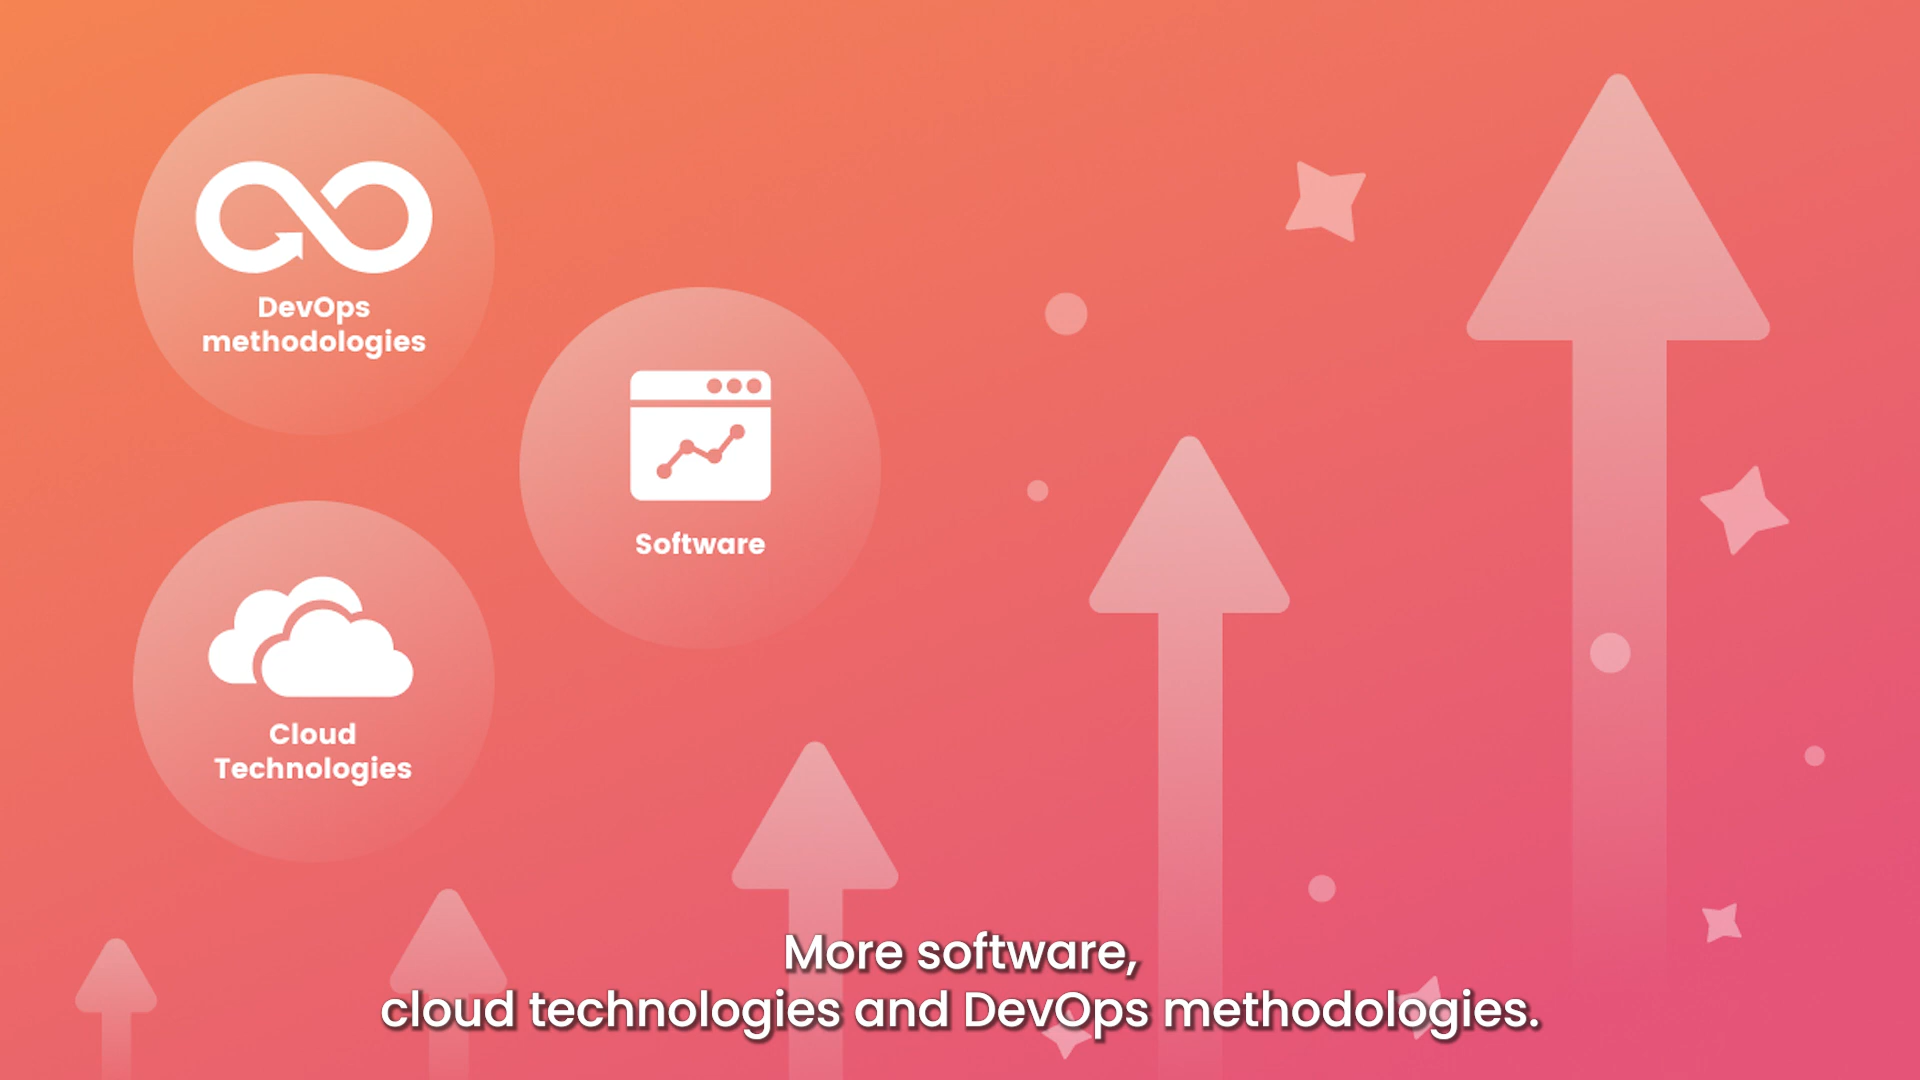 DevOps
methodologies
Software
Cloud
Technologies
More software,
cloud technologies and DevOps methodologies.